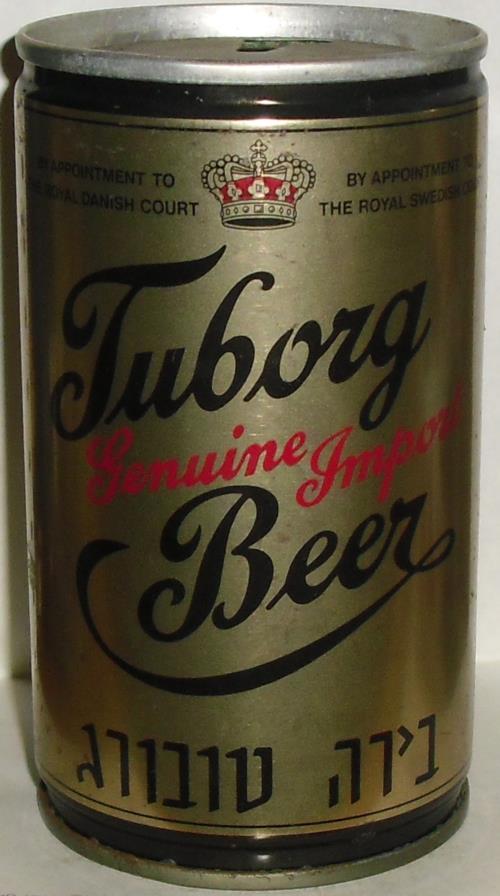 BY APPOINTMENT TO
THE ROYAL DANISH COURT
BY APPOINTMENT TO
THE ROYAL SWEDISH
Tuborg
Genuine Import
Beer
בירה טובורג